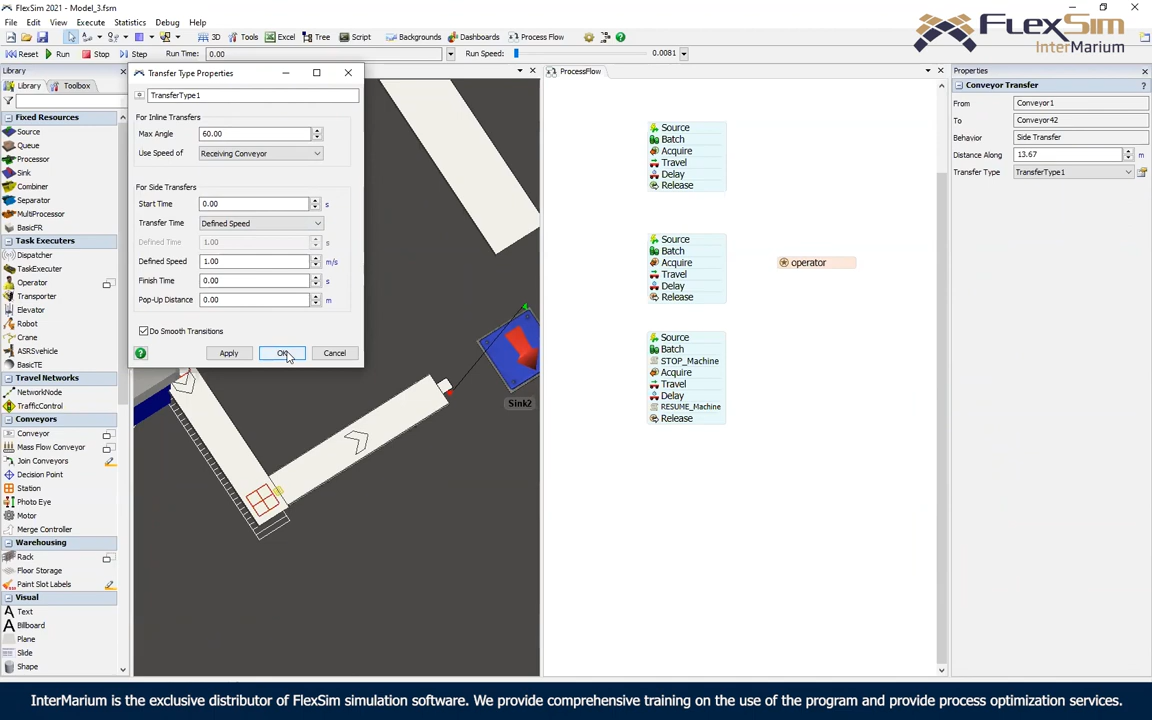 FlexSim 2021 - Model_3.fsm
File Edit View Execute Statistics Debug Help
3D Tools Excel Tree Script Backgrounds Dashboards Process Flow
Reset Run Stop Step Run Time: 0.00 Run Speed: 0.0081
FLEXSIM
InterMarium
Library
Library Toolbox
Fixed Resources
Source
Queue
Processor
Sink
Combiner
Separator
MultiProcessor
BasicFR
Task Executers
Dispatcher
TaskExecuter
Operator
Transporter
Elevator
Robot
Crane
ASRSvehicle
BasicTE
Travel Networks
NetworkNode
TrafficControl
Conveyors
Conveyor
Mass Flow Conveyor
Join Conveyors
Decision Point
Station
Photo Eye
Motor
Merge Controller
Warehousing
Rack
Floor Storage
Paint Slot Labels
Visual
Text
Billboard
Plane
Slide
Shape
Transfer Type Properties
TransferType1
For Inline Transfers
Max Angle 60.00
Use Speed of Receiving Conveyor
For Side Transfers
Start Time 0.00 s
Transfer Time Defined Speed
Defined Time 1.00 s
Defined Speed 1.00 m/s
Finish Time 0.00 s
Pop-Up Distance 0.00 m
Do Smooth Transitions
Apply OK Cancel
Sink2
ProcessFlow
Source
Batch
Acquire
Travel
Delay
Release
Source
Batch
Acquire
Travel
Delay
Release
operator
Source
Batch
STOP_Machine
Acquire
Travel
Delay
RESUME_Machine
Release
Properties
Conveyor Transfer ?
From Conveyor1
To Conveyor42
Behavior Side Transfer
Distance Along 13.67 m
Transfer Type TransferType1
InterMarium is the exclusive distributor of FlexSim simulation software. We provide comprehensive training on the use of the program and provide process optimization services.